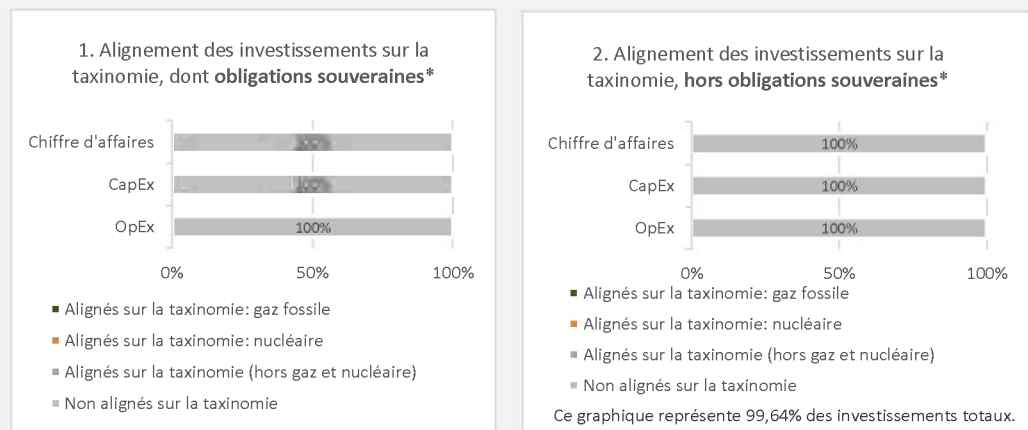 1. Alignement des investissements sur la
taxinomie, dont obligations souveraines*
Chiffre d'affaires
CapEx
OpEx
100%
0%
50%
100%
■ Alignés sur la taxinomie: gaz fossile
■ Alignés sur la taxinomie: nucléaire
■ Alignés sur la taxinomie (hors gaz et nucléaire)
■ Non alignés sur la taxinomie
2. Alignement des investissements sur la
taxinomie, hors obligations souveraines*
Chiffre d'affaires
100%
CapEx
100%
OpEx
100%
0%
50%
100%
■ Alignés sur la taxinomie: gaz fossile
■ Alignés sur la taxinomie: nucléaire
■ Alignés sur la taxinomie (hors gaz et nucléaire)
■ Non alignés sur la taxinomie
Ce graphique représente 99,64% des investissements totaux.